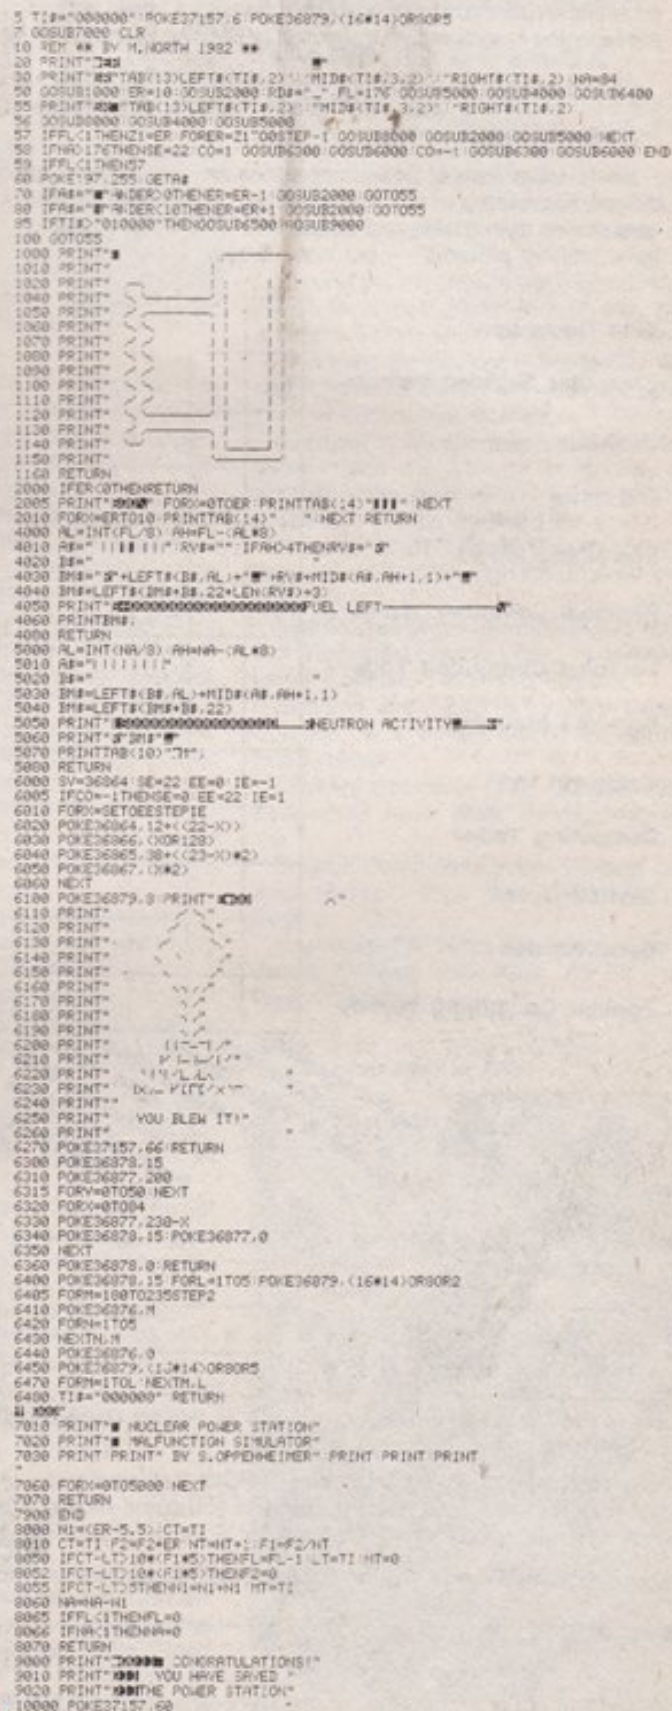 5 TI$="000000":POKE37157,6:POKE36879,(16*14)OR8OR5
7 GOSUB7000:CLR
10 REM ** BY M.NORTH 1982 **
20 PRINT"
30 PRINT" "TAB(13)LEFT$(TI$,2)":"MID$(TI$,3,2)":"RIGHT$(TI$,2):NA=84
50 GOSUB1000:ER=10:GOSUB2000:RD$="_":FL=176:GOSUB5000:GOSUB4000:GOSUB6400
55 PRINT" "TAB(13)LEFT$(TI$,2)":"MID$(TI$,3,2)":"RIGHT$(TI$,2)
56 GOSUB8000:GOSUB4000:GOSUB5000
57 IFFL<1THENZ1=ER:FORER=Z1TO0STEP-1:GOSUB8000:GOSUB2000:GOSUB5000:NEXT
58 IFNA>176THENSE=22:CO=1:GOSUB6300:GOSUB6000:CO=-1:GOSUB6300:GOSUB6000:END
59 IFFL<1THEN57
60 POKE197,255:GETA$
70 IFA$=" "ANDER>0THENER=ER-1:GOSUB2000:GOTO55
80 IFA$=" "ANDER<10THENER=ER+1:GOSUB2000:GOTO55
95 IFTI$>"010000"THENGOSUB6500:GOSUB9000
100 GOTO55
1000 PRINT"
1010 PRINT"
1020 PRINT"
1040 PRINT"
1050 PRINT"
1060 PRINT"
1070 PRINT"
1080 PRINT"
1090 PRINT"
1100 PRINT"
1110 PRINT"
1120 PRINT"
1130 PRINT"
1140 PRINT"
1150 PRINT"
1160 RETURN
2000 IFER<0THENRETURN
2005 PRINT" ":FORX=0TOER:PRINTTAB(14)" ":NEXT
2010 FORX=ERTO10:PRINTTAB(14)" ":NEXT:RETURN
4000 AL=INT(FL/8):AH=FL-(AL*8)
4010 A$=" ":RV$="":IFAH>4THENRV$=" "
4020 B$="
4030 BM$=" "+LEFT$(B$,AL)+" "+RV$+MID$(A$,AH+1,1)+" "
4040 BM$=LEFT$(BM$+B$,22+LEN(RV$)+3)
4050 PRINT" FUEL LEFT
4060 PRINTBM$;
4080 RETURN
5000 AL=INT(NA/8):AH=NA-(AL*8)
5010 A$="
5020 B$=" "
5030 BM$=LEFT$(B$,AL)+MID$(A$,AH+1,1)
5040 BM$=LEFT$(BM$+B$,22)
5050 PRINT" NEUTRON ACTIVITY
5060 PRINT" "BM$"
5070 PRINTTAB(10)" ";
5080 RETURN
6000 SV=36864:SE=22:EE=0:IE=-1
6005 IFCO=-1THENSE=0:EE=22:IE=1
6010 FORX=SETOEESTEPIE
6020 POKE36864,12+((22-X))
6030 POKE36866,(XOR128)
6040 POKE36865,38+((23-X)*2)
6050 POKE36867,(X*2)
6060 NEXT
6100 POKE36879,8:PRINT"
6110 PRINT"
6120 PRINT"
6130 PRINT"
6140 PRINT"
6150 PRINT"
6160 PRINT"
6170 PRINT"
6180 PRINT"
6190 PRINT"
6200 PRINT"
6210 PRINT"
6220 PRINT"
6230 PRINT"
6240 PRINT""
6250 PRINT" YOU BLEW IT!"
6260 PRINT" "
6270 POKE37157,66:RETURN
6300 POKE36878,15
6310 POKE36877,200
6315 FORV=0TO50:NEXT
6320 FORX=0TO84
6330 POKE36877,230-X
6340 POKE36878,15:POKE36877,0
6350 NEXT
6360 POKE36878,0:RETURN
6400 POKE36878,15:FORL=1TO5:POKE36879,(16*14)OR8OR2
6405 FORM=180TO235STEP2
6410 POKE36876,M
6420 FORN=1TO5
6430 NEXTN,M
6440 POKE36876,0
6450 POKE36879,(IJ*14)OR8OR5
6470 FORM=1TOL:NEXTM,L
6480 TI$="000000":RETURN
7010 PRINT" NUCLEAR POWER STATION"
7020 PRINT" MALFUNCTION SIMULATOR"
7030 PRINT:PRINT" BY S.OPPENHEIMER":PRINT:PRINT:PRINT
"
7060 FORX=0TO5000:NEXT
7070 RETURN
7900 END
8000 N1=(ER-5.5):CT=TI
8010 CT=TI:F2=F2+ER:NT=NT+1:F1=F2/NT
8050 IFCT-LT>10*(F1*5)THENFL=FL-1:LT=TI:NT=0
8052 IFCT-LT>10*(F1*5)THENF2=0
8055 IFCT-LT>5THENN1=N1+N1:MT=TI
8060 NA=NA-N1
8065 IFFL<1THENFL=0
8066 IFNA<1THENNA=0
8070 RETURN
9000 PRINT" CONGRATULATIONS!"
9010 PRINT" YOU HAVE SAVED "
9020 PRINT" THE POWER STATION"
10000 POKE37157,60